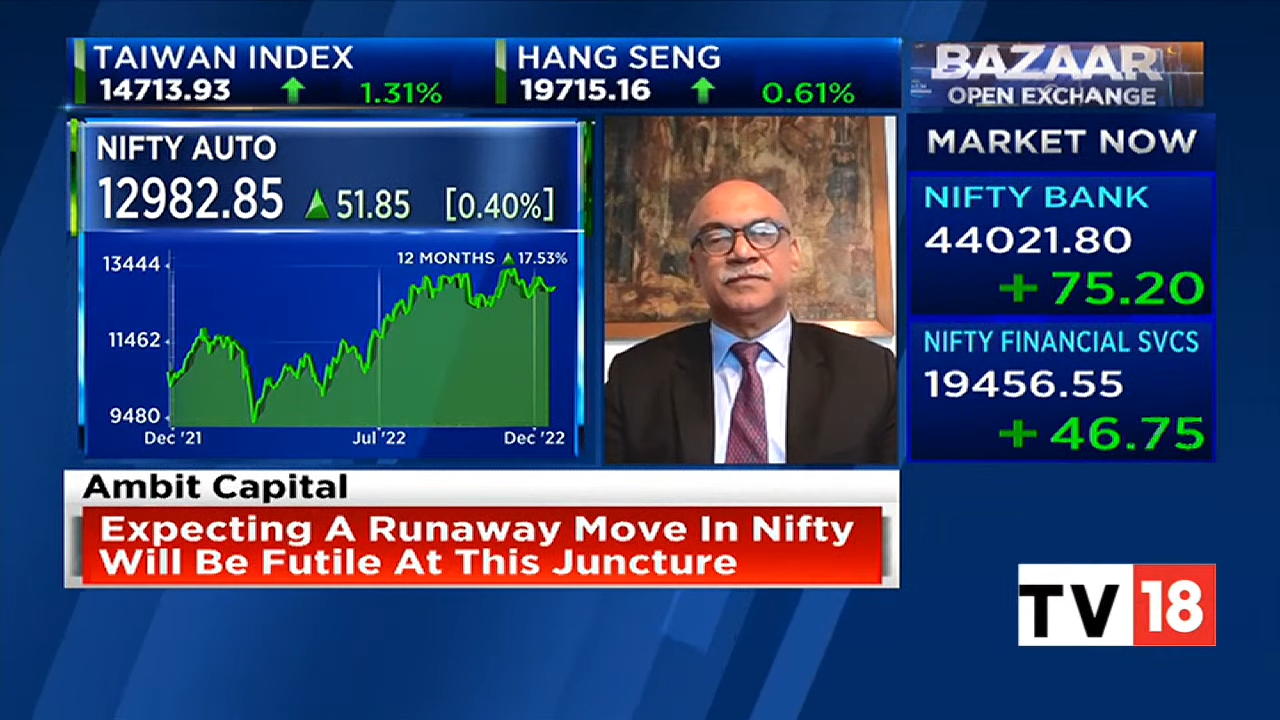 TAIWAN INDEX
14713.93 1.31%
HANG SENG
19715.16 0.61%
BAZAAR
OPEN EXCHANGE
NIFTY AUTO
12982.85 51.85 [0.40%]
12 MONTHS 17.53%
13444
11462
9480
Dec '21 Jul '22 Dec '22
MARKET NOW
NIFTY BANK
44021.80
+ 75.20
NIFTY FINANCIAL SVCS
19456.55
+ 46.75
Ambit Capital
Expecting A Runaway Move In Nifty
Will Be Futile At This Juncture
TV 18